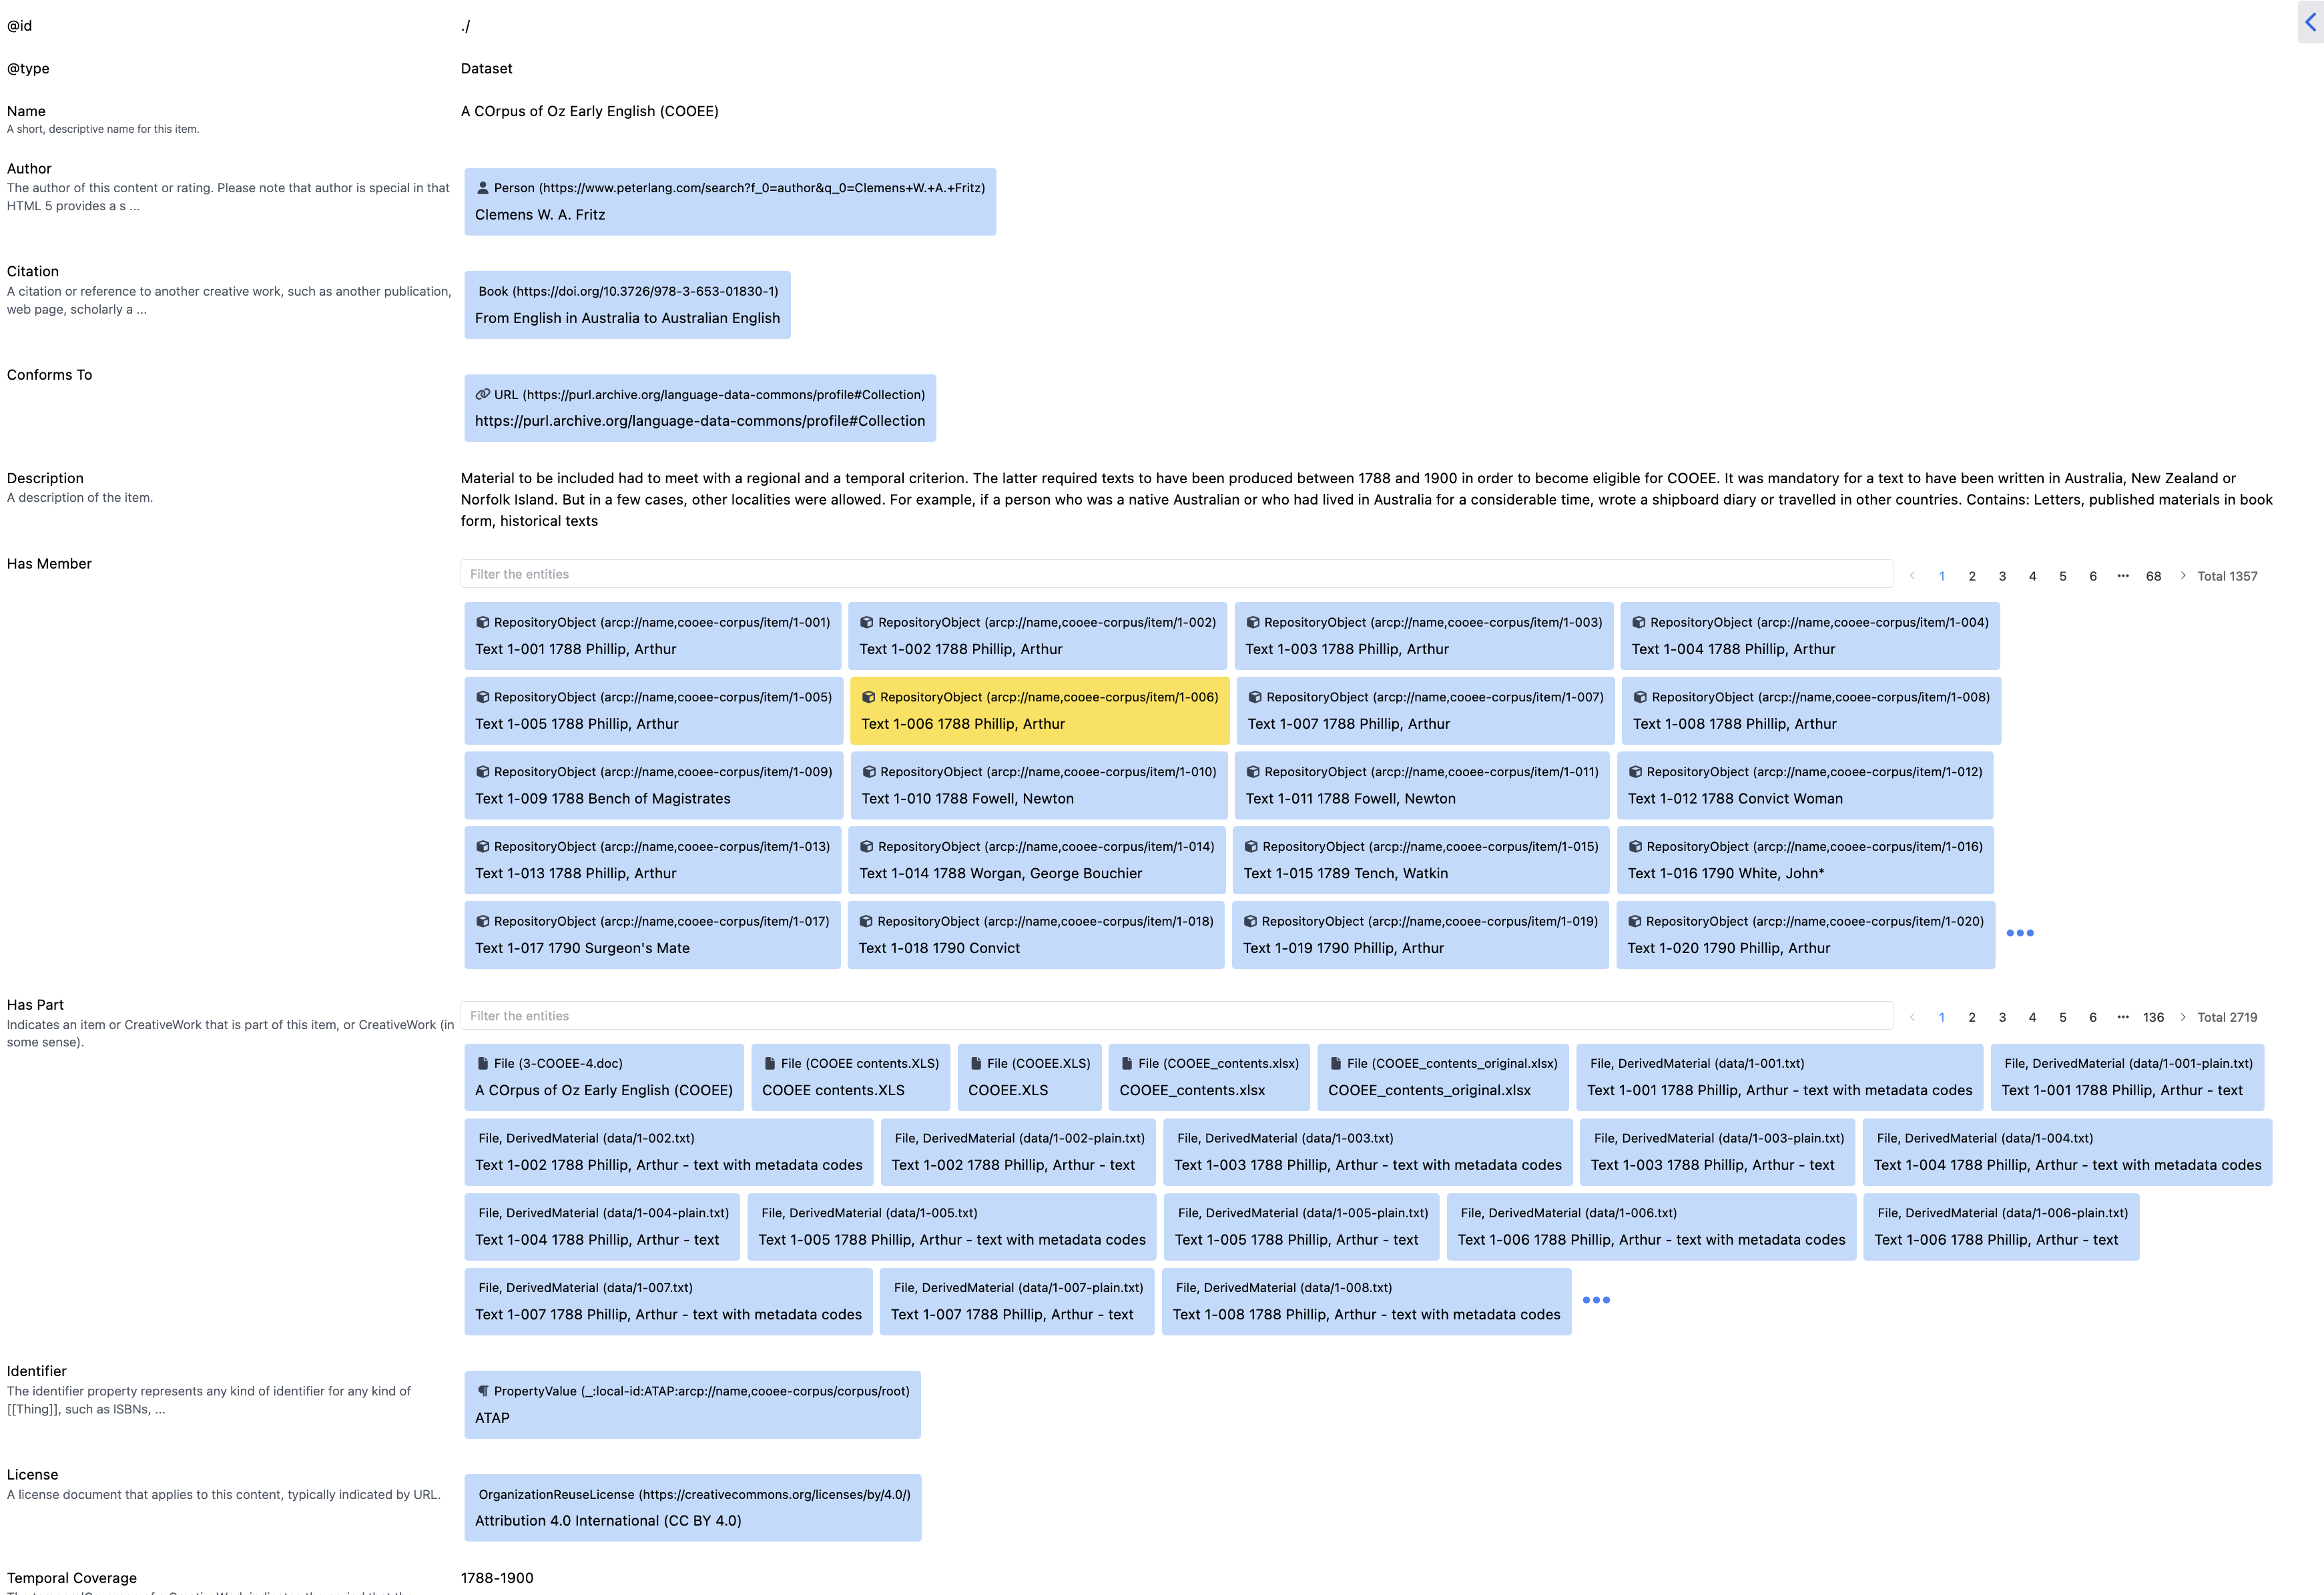 @id
./
@type
Dataset
Name
A COrpus of Oz Early English (COOEE)
A short, descriptive name for this item.
Author
The author of this content or rating. Please note that author is special in that
HTML 5 provides a s ...
Person (https://www.peterlang.com/search?f_0=author&q_0=Clemens+W.+A.+Fritz)
Clemens W. A. Fritz
Citation
A citation or reference to another creative work, such as another publication,
web page, scholarly a ...
Book (https://doi.org/10.3726/978-3-653-01830-1)
From English in Australia to Australian English
Conforms To
URL (https://purl.archive.org/language-data-commons/profile#Collection)
https://purl.archive.org/language-data-commons/profile#Collection
Description
A description of the item.
Material to be included had to meet with a regional and a temporal criterion. The latter required texts to have been produced between 1788 and 1900 in order to become eligible for COOEE. It was mandatory for a text to have been written in Australia, New Zealand or
Norfolk Island. But in a few cases, other localities were allowed. For example, if a person who was a native Australian or who had lived in Australia for a considerable time, wrote a shipboard diary or travelled in other countries. Contains: Letters, published materials in book
form, historical texts
Has Member
Filter the entities
1 2 3 4 5 6 ••• 68 Total 1357
RepositoryObject (arcp://name,cooee-corpus/item/1-001)
Text 1-001 1788 Phillip, Arthur
RepositoryObject (arcp://name,cooee-corpus/item/1-002)
Text 1-002 1788 Phillip, Arthur
RepositoryObject (arcp://name,cooee-corpus/item/1-003)
Text 1-003 1788 Phillip, Arthur
RepositoryObject (arcp://name,cooee-corpus/item/1-004)
Text 1-004 1788 Phillip, Arthur
RepositoryObject (arcp://name,cooee-corpus/item/1-005)
Text 1-005 1788 Phillip, Arthur
RepositoryObject (arcp://name,cooee-corpus/item/1-006)
Text 1-006 1788 Phillip, Arthur
RepositoryObject (arcp://name,cooee-corpus/item/1-007)
Text 1-007 1788 Phillip, Arthur
RepositoryObject (arcp://name,cooee-corpus/item/1-008)
Text 1-008 1788 Phillip, Arthur
RepositoryObject (arcp://name,cooee-corpus/item/1-009)
Text 1-009 1788 Bench of Magistrates
RepositoryObject (arcp://name,cooee-corpus/item/1-010)
Text 1-010 1788 Fowell, Newton
RepositoryObject (arcp://name,cooee-corpus/item/1-011)
Text 1-011 1788 Fowell, Newton
RepositoryObject (arcp://name,cooee-corpus/item/1-012)
Text 1-012 1788 Convict Woman
RepositoryObject (arcp://name,cooee-corpus/item/1-013)
Text 1-013 1788 Phillip, Arthur
RepositoryObject (arcp://name,cooee-corpus/item/1-014)
Text 1-014 1788 Worgan, George Bouchier
RepositoryObject (arcp://name,cooee-corpus/item/1-015)
Text 1-015 1789 Tench, Watkin
RepositoryObject (arcp://name,cooee-corpus/item/1-016)
Text 1-016 1790 White, John*
RepositoryObject (arcp://name,cooee-corpus/item/1-017)
Text 1-017 1790 Surgeon's Mate
RepositoryObject (arcp://name,cooee-corpus/item/1-018)
Text 1-018 1790 Convict
RepositoryObject (arcp://name,cooee-corpus/item/1-019)
Text 1-019 1790 Phillip, Arthur
RepositoryObject (arcp://name,cooee-corpus/item/1-020)
Text 1-020 1790 Phillip, Arthur
Has Part
Indicates an item or CreativeWork that is part of this item, or CreativeWork (in
some sense).
Filter the entities
1 2 3 4 5 6 ••• 136 Total 2719
File (3-COOEE-4.doc)
A COrpus of Oz Early English (COOEE)
File (COOEE contents.XLS)
COOEE contents.XLS
File (COOEE.XLS)
COOEE.XLS
File (COOEE_contents.xlsx)
COOEE_contents.xlsx
File (COOEE_contents_original.xlsx)
COOEE_contents_original.xlsx
File, DerivedMaterial (data/1-001.txt)
Text 1-001 1788 Phillip, Arthur - text with metadata codes
File, DerivedMaterial (data/1-001-plain.txt)
Text 1-001 1788 Phillip, Arthur - text
File, DerivedMaterial (data/1-002.txt)
Text 1-002 1788 Phillip, Arthur - text with metadata codes
File, DerivedMaterial (data/1-002-plain.txt)
Text 1-002 1788 Phillip, Arthur - text
File, DerivedMaterial (data/1-003.txt)
Text 1-003 1788 Phillip, Arthur - text with metadata codes
File, DerivedMaterial (data/1-003-plain.txt)
Text 1-003 1788 Phillip, Arthur - text
File, DerivedMaterial (data/1-004.txt)
Text 1-004 1788 Phillip, Arthur - text with metadata codes
File, DerivedMaterial (data/1-004-plain.txt)
Text 1-004 1788 Phillip, Arthur - text
File, DerivedMaterial (data/1-005.txt)
Text 1-005 1788 Phillip, Arthur - text with metadata codes
File, DerivedMaterial (data/1-005-plain.txt)
Text 1-005 1788 Phillip, Arthur - text
File, DerivedMaterial (data/1-006.txt)
Text 1-006 1788 Phillip, Arthur - text with metadata codes
File, DerivedMaterial (data/1-006-plain.txt)
Text 1-006 1788 Phillip, Arthur - text
File, DerivedMaterial (data/1-007.txt)
Text 1-007 1788 Phillip, Arthur - text with metadata codes
File, DerivedMaterial (data/1-007-plain.txt)
Text 1-007 1788 Phillip, Arthur - text
File, DerivedMaterial (data/1-008.txt)
Text 1-008 1788 Phillip, Arthur - text with metadata codes
Identifier
The identifier property represents any kind of identifier for any kind of
[[Thing]], such as ISBNs, ...
PropertyValue (_:local-id:ATAP:arcp://name,cooee-corpus/corpus/root)
ATAP
License
A license document that applies to this content, typically indicated by URL.
OrganizationReuseLicense (https://creativecommons.org/licenses/by/4.0/)
Attribution 4.0 International (CC BY 4.0)
Temporal Coverage
1788-1900